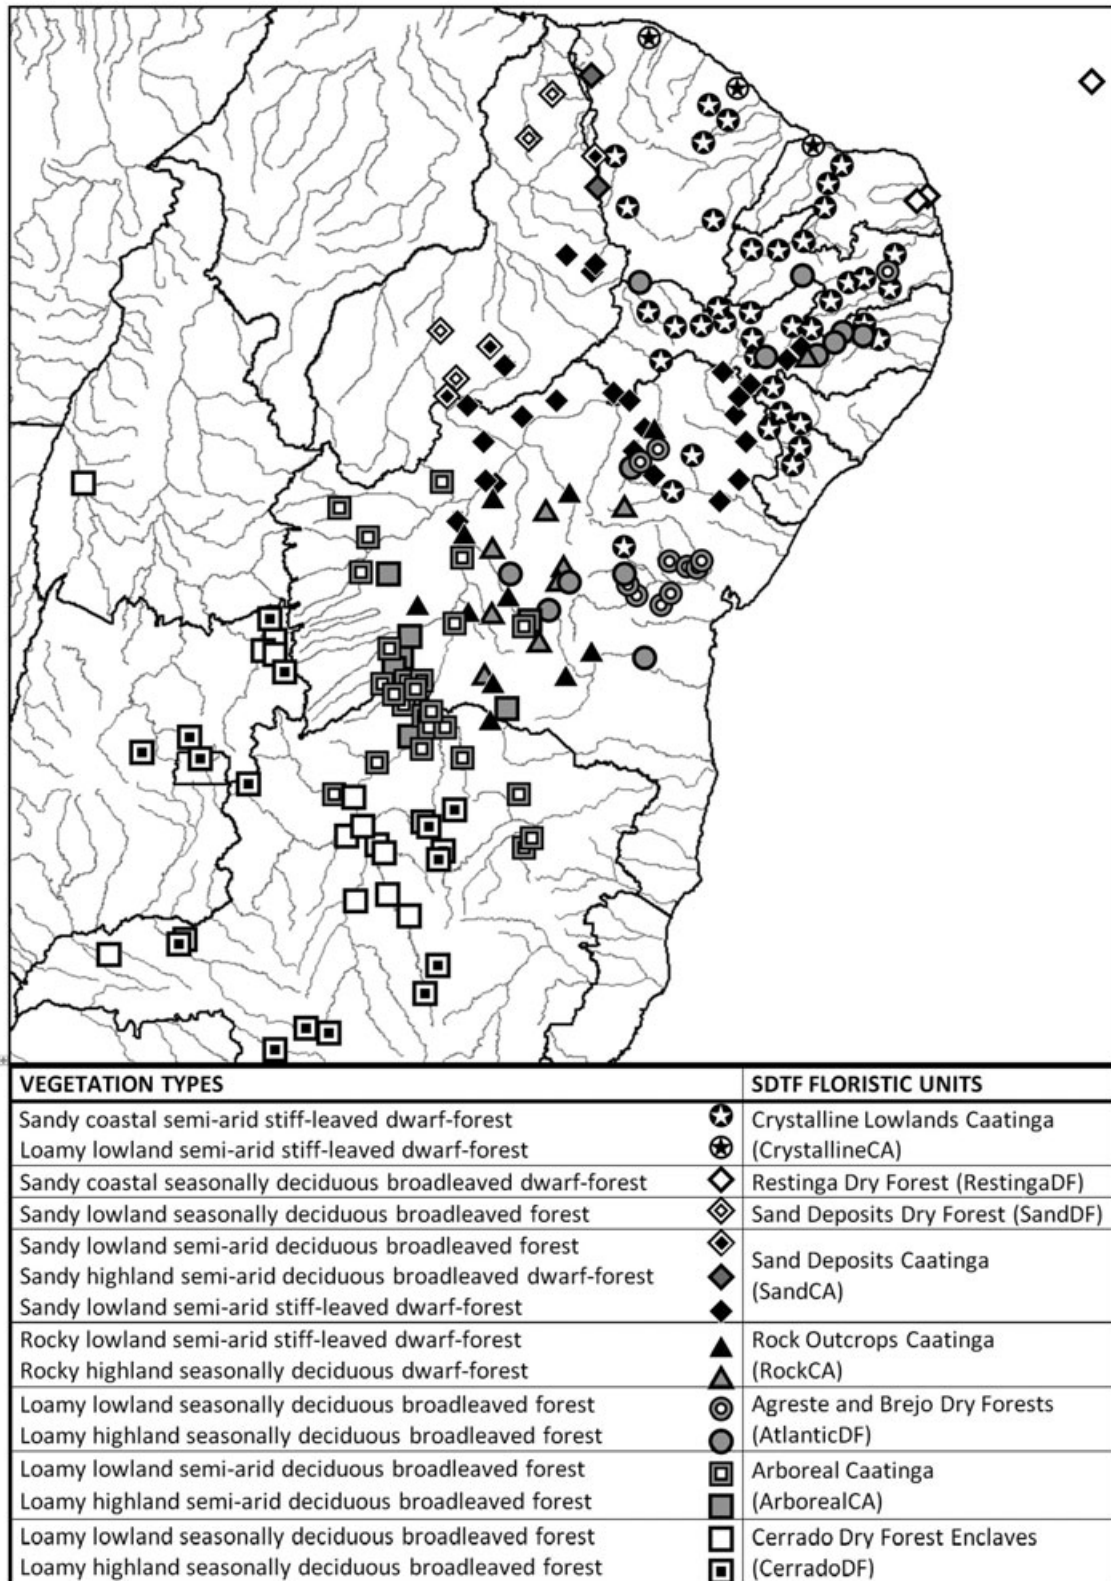 VEGETATION TYPES SDTF FLORISTIC UNITS
Sandy coastal semi-arid stiff-leaved dwarf-forest Crystalline Lowlands Caatinga
Loamy lowland semi-arid stiff-leaved dwarf-forest (CrystallineCA)
Sandy coastal seasonally deciduous broadleaved dwarf-forest Restinga Dry Forest (RestingaDF)
Sandy lowland seasonally deciduous broadleaved forest Sand Deposits Dry Forest (SandDF)
Sandy lowland semi-arid deciduous broadleaved forest
Sandy highland semi-arid deciduous broadleaved dwarf-forest Sand Deposits Caatinga
Sandy lowland semi-arid stiff-leaved dwarf-forest (SandCA)
Rocky lowland semi-arid stiff-leaved dwarf-forest Rock Outcrops Caatinga
Rocky highland seasonally deciduous dwarf-forest (RockCA)
Loamy lowland seasonally deciduous broadleaved forest Agreste and Brejo Dry Forests
Loamy highland seasonally deciduous broadleaved forest (AtlanticDF)
Loamy lowland semi-arid deciduous broadleaved forest Arboreal Caatinga
Loamy highland semi-arid deciduous broadleaved forest (ArborealCA)
Loamy lowland seasonally deciduous broadleaved forest Cerrado Dry Forest Enclaves
Loamy highland seasonally deciduous broadleaved forest (CerradoDF)